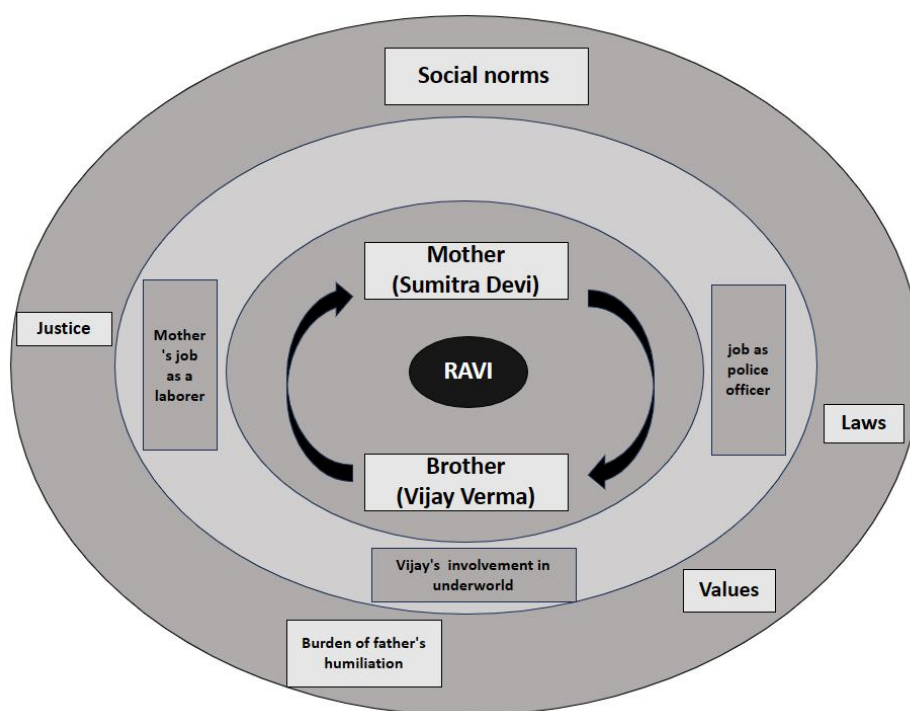 Social norms
Mother
(Sumitra Devi)
Justice
Mother
's job
as a
laborer
RAVI
job as
police
officer
Laws
Brother
(Vijay Verma)
Vijay's involvement in
underworld
Values
Burden of father's
humiliation